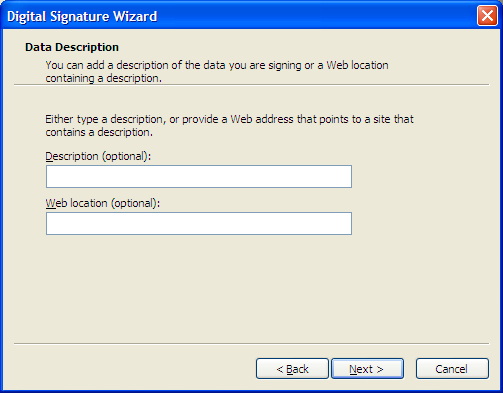 Digital Signature Wizard
Data Description
You can add a description of the data you are signing or a Web location
containing a description.
Either type a description, or provide a Web address that points to a site that
contains a description.
Description (optional):
Web location (optional):
< Back Next > Cancel